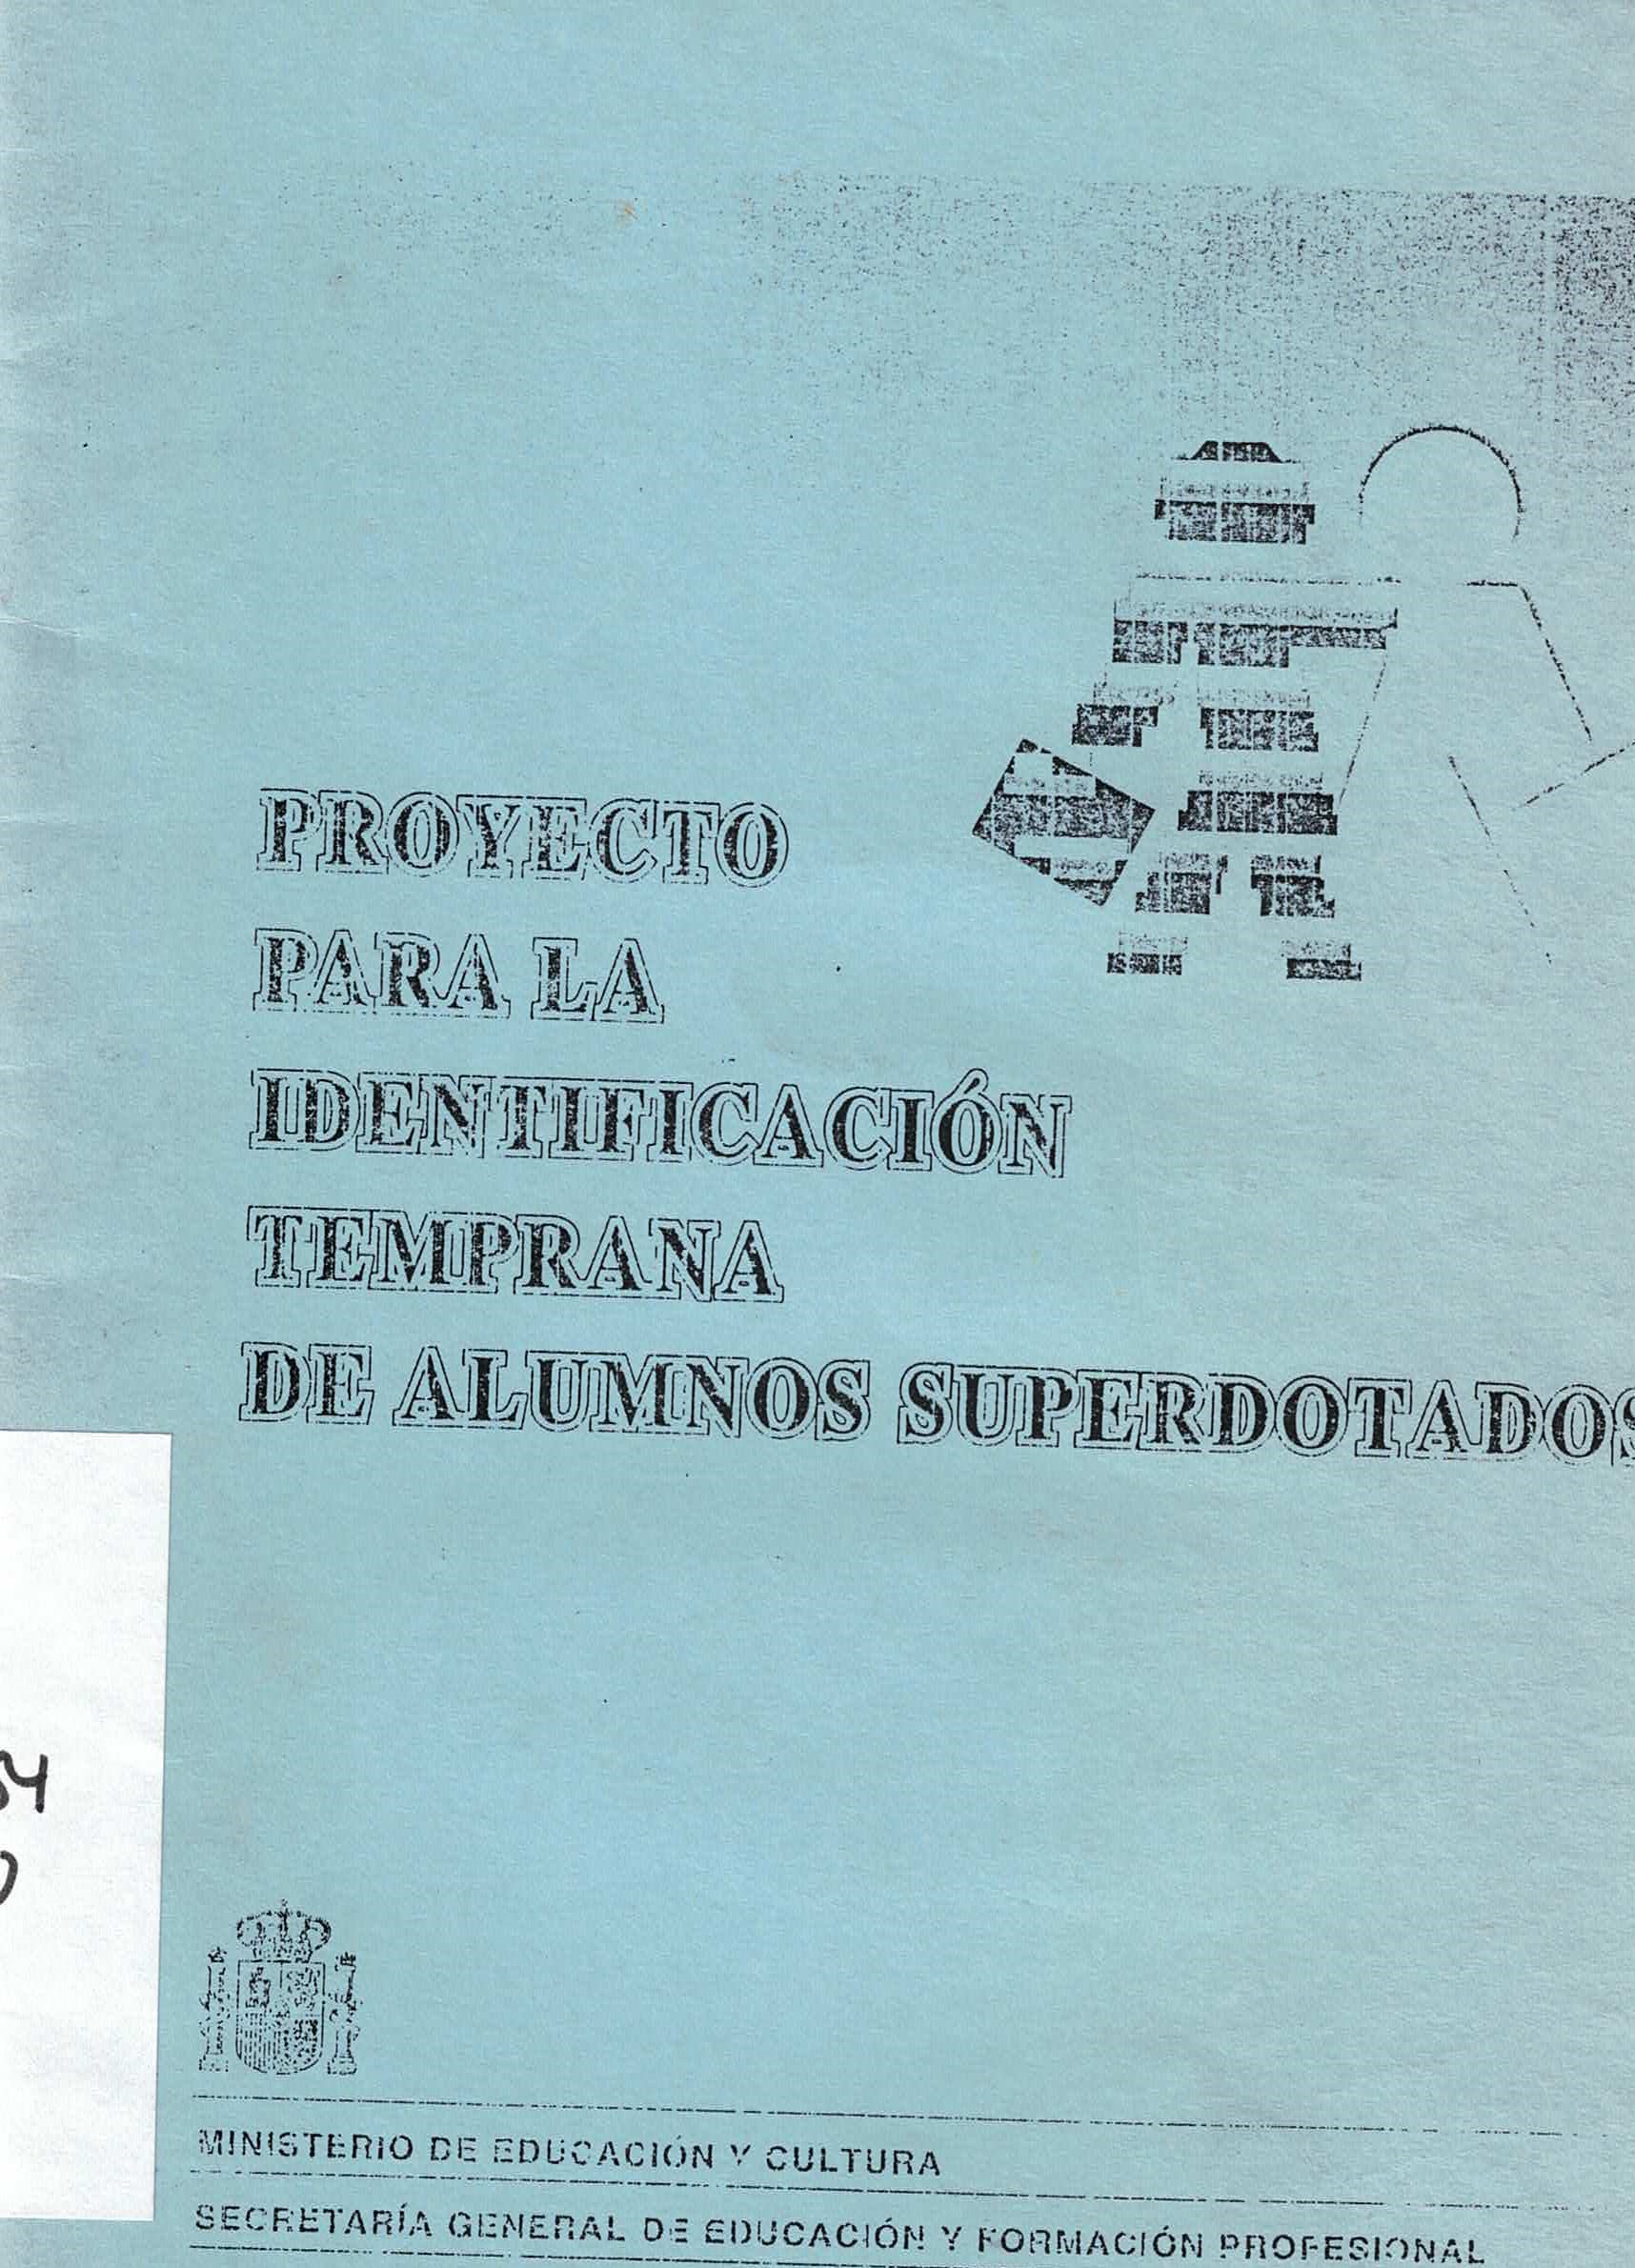 PROYECTO
PARA LA
IDENTIFICACIÓN
TEMPRANA
DE ALUMNOS SUPERDOTADOS
MINISTERIO DE EDUCACIÓN Y CULTURA
SECRETARÍA GENERAL DE EDUCACIÓN Y FORMACIÓN PROFESIONAL